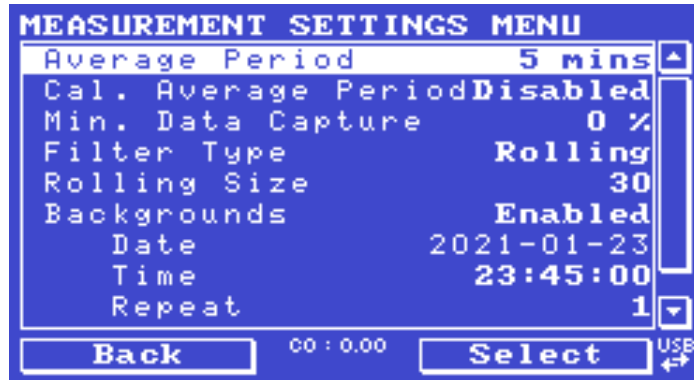 MEASUREMENT SETTINGS MENU
Average Period 5 mins
Cal. Average Period Disabled
Min. Data Capture 0 %
Filter Type Rolling
Rolling Size 30
Backgrounds Enabled
Date 2021-01-23
Time 23:45:00
Repeat 1
Back CO:0.00 Select USB